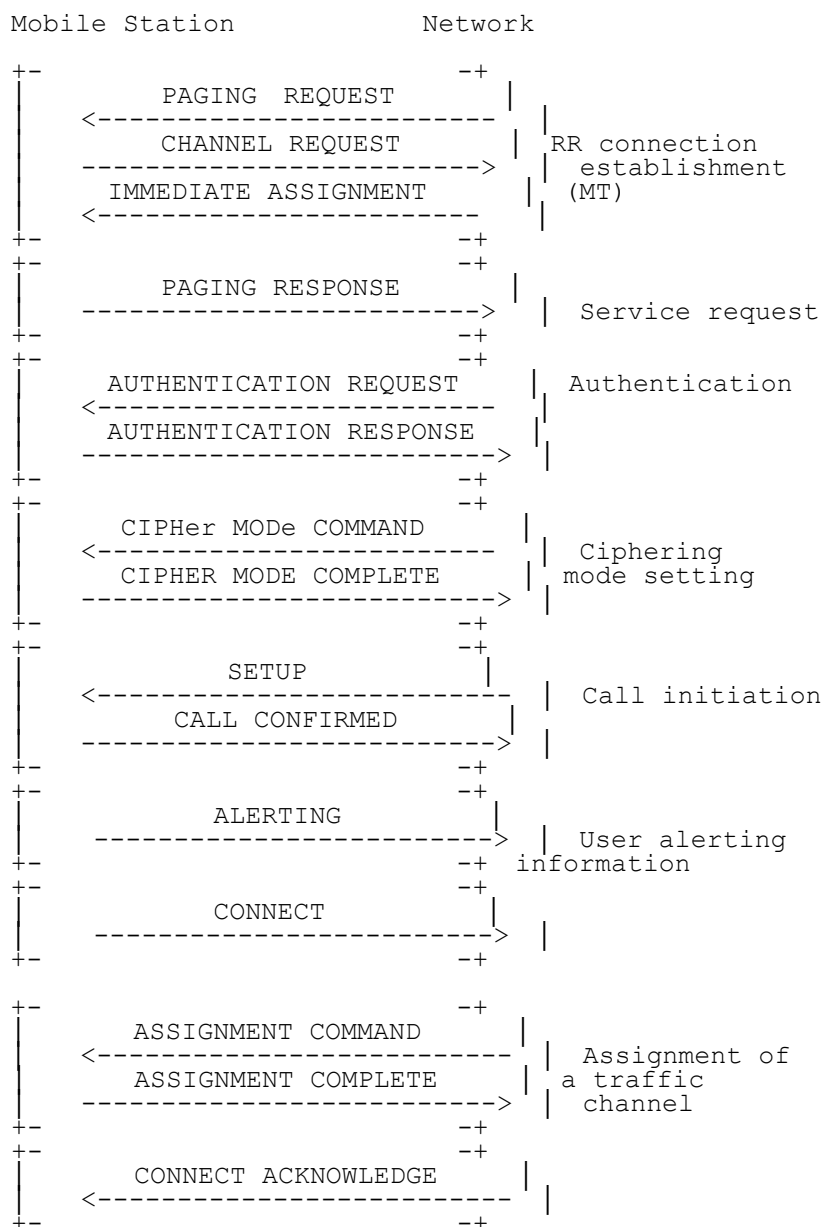 Mobile Station Network
+- -+
| PAGING REQUEST |
| <------------------------- |
| CHANNEL REQUEST | RR connection
| -------------------------> | establishment
| IMMEDIATE ASSIGNMENT | (MT)
| <------------------------ |
+- -+
+- -+
| PAGING RESPONSE |
| -------------------------> | Service request
+- -+
+- -+
| AUTHENTICATION REQUEST | Authentication
| <------------------------- |
| AUTHENTICATION RESPONSE |
| --------------------------> |
+- -+
+- -+
| CIPHer MODe COMMAND |
| <------------------------- | Ciphering
| CIPHER MODE COMPLETE | mode setting
| --------------------------> |
+- -+
+- -+
| SETUP |
| <-------------------------- | Call initiation
| CALL CONFIRMED |
| --------------------------> |
+- -+
+- -+
| ALERTING |
| -------------------------> | User alerting
+- -+ information
+- -+
| CONNECT |
| -------------------------> |
+- -+
+- -+
| ASSIGNMENT COMMAND |
| <-------------------------- | Assignment of
| ASSIGNMENT COMPLETE | a traffic
| --------------------------> | channel
+- -+
+- -+
| CONNECT ACKNOWLEDGE |
| <-------------------------- |
+- -+